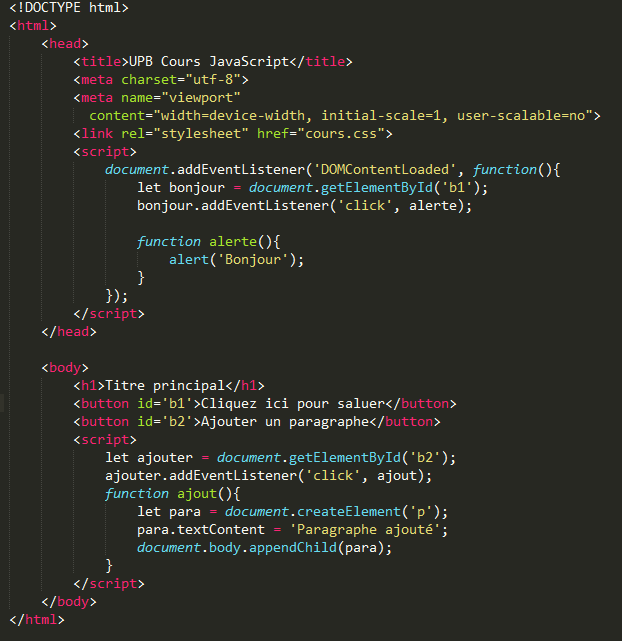 <!DOCTYPE html>
<html>
    <head>
        <title>UPB Cours JavaScript</title>
        <meta charset="utf-8">
        <meta name="viewport"
          content="width=device-width, initial-scale=1, user-scalable=no">
        <link rel="stylesheet" href="cours.css">
        <script>
            document.addEventListener('DOMContentLoaded', function(){
                let bonjour = document.getElementById('b1');
                bonjour.addEventListener('click', alerte);

                function alerte(){
                    alert('Bonjour');
                }
            });
        </script>
    </head>

    <body>
        <h1>Titre principal</h1>
        <button id='b1'>Cliquez ici pour saluer</button>
        <button id='b2'>Ajouter un paragraphe</button>
        <script>
            let ajouter = document.getElementById('b2');
            ajouter.addEventListener('click', ajout);
            function ajout(){
                let para = document.createElement('p');
                para.textContent = 'Paragraphe ajouté';
                document.body.appendChild(para);
            }
        </script>
    </body>
</html>